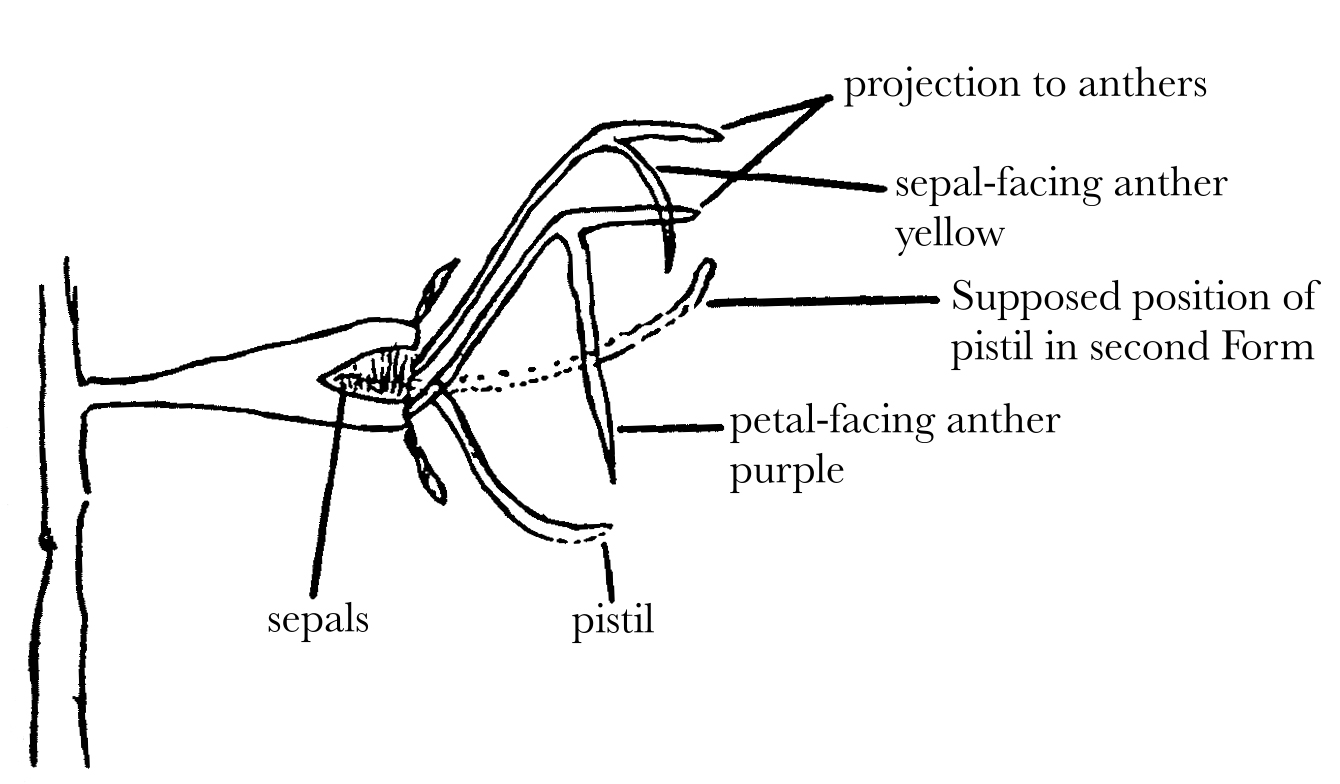 projection to anthers
sepal-facing anther
yellow
Supposed position of
pistil in second Form
petal-facing anther
purple
sepals
pistil